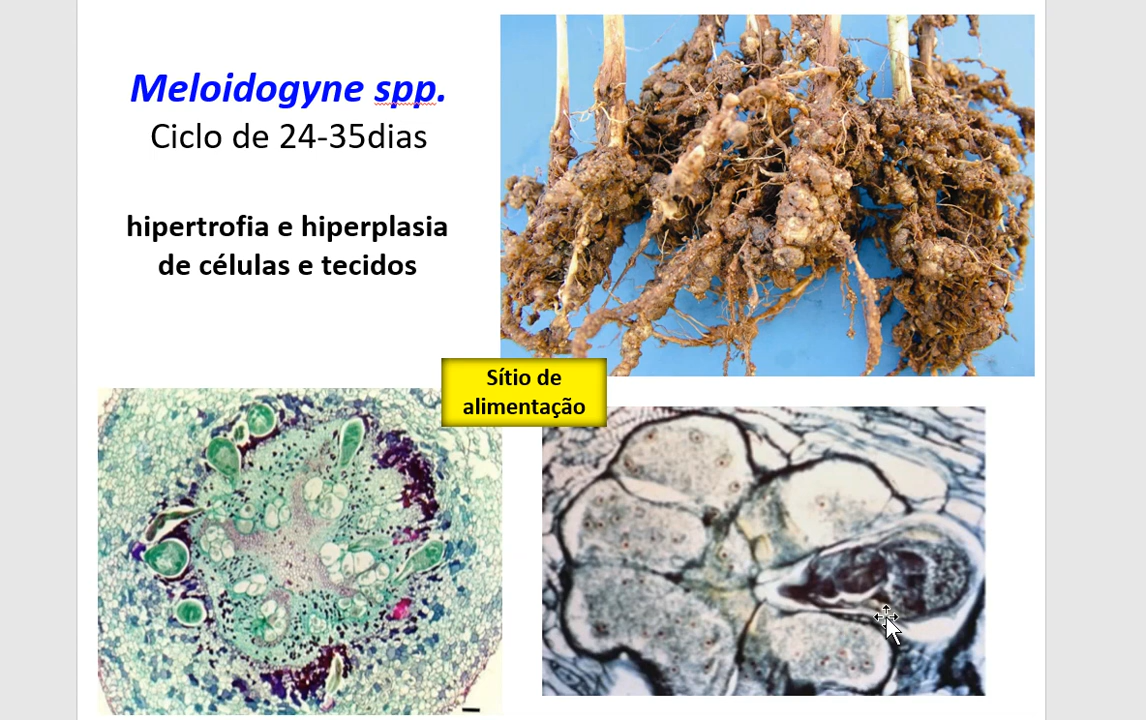 Meloidogyne spp.
Ciclo de 24-35dias
hipertrofia e hiperplasia
de células e tecidos
Sítio de
alimentação